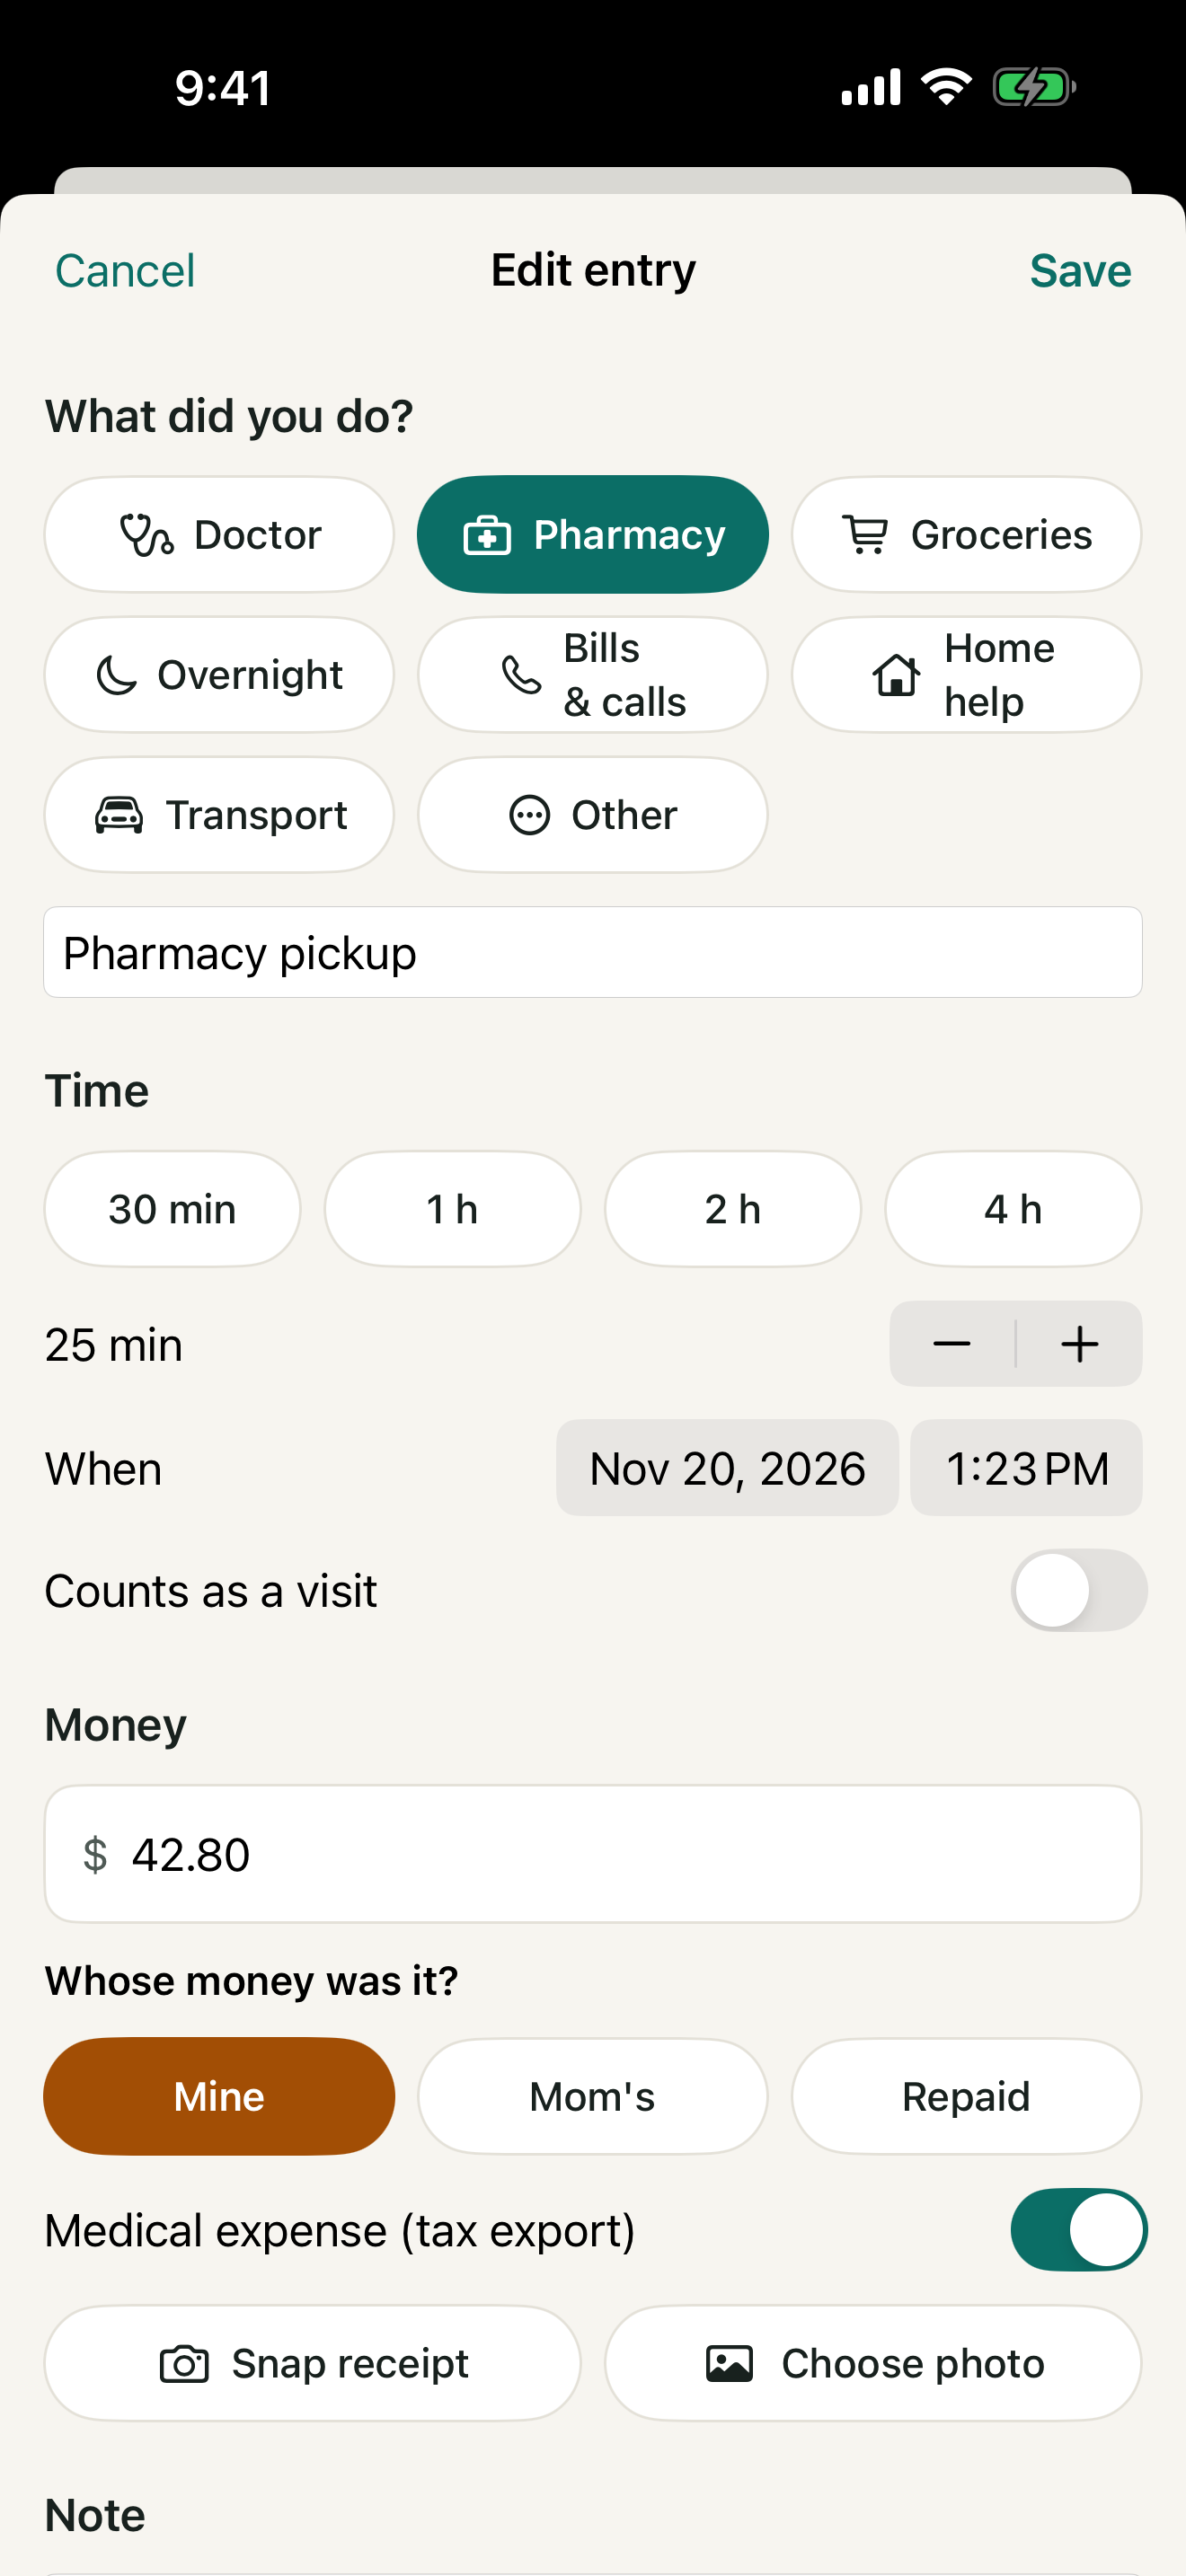 9:41
Cancel
Edit entry
Save
What did you do?
Doctor
Pharmacy
Groceries
Overnight
Bills
& calls
Home
help
Transport
Other
Pharmacy pickup
Time
30 min
1 h
2 h
4 h
25 min
When
Nov 20, 2026
1:23 PM
Counts as a visit
Money
$ 42.80
Whose money was it?
Mine
Mom's
Repaid
Medical expense (tax export)
Snap receipt
Choose photo
Note